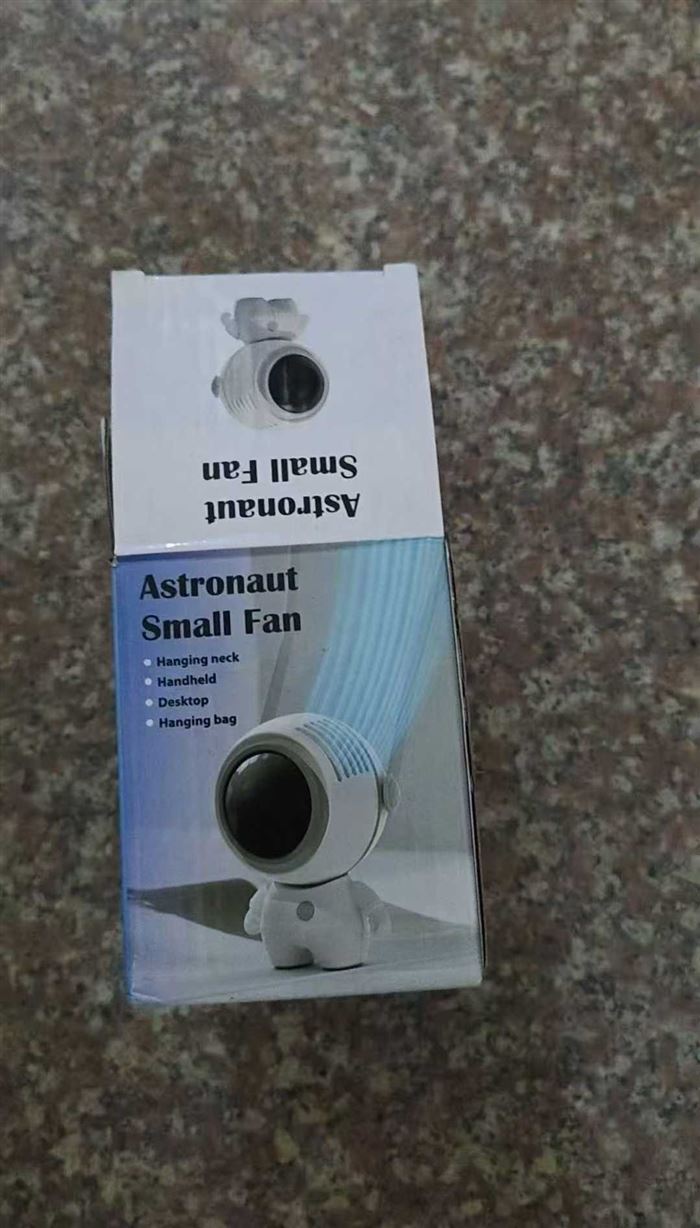 Astronaut
Small Fan
Astronaut
Small Fan
Hanging neck
Handheld
Desktop
Hanging bag